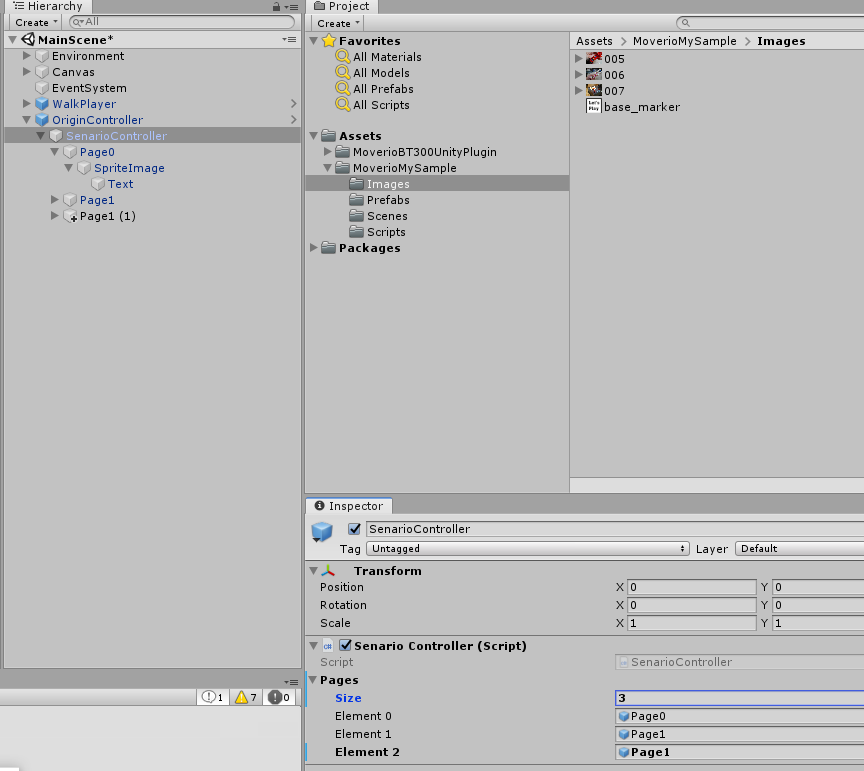 Hierarchy
Create
All
MainScene*
Environment
Canvas
EventSystem
WalkPlayer
OriginController
SenarioController
Page0
SpriteImage
Text
Page1
Page1 (1)
1
7
0
Project
Create
Favorites
All Materials
All Models
All Prefabs
All Scripts
Assets
MoverioBT300UnityPlugin
MoverioMySample
Images
Prefabs
Scenes
Scripts
Packages
Assets > MoverioMySample > Images
005
006
007
Let's Play base_marker
Inspector
SenarioController
Tag Untagged Layer Default
Transform
Position X 0 Y 0
Rotation X 0 Y 0
Scale X 1 Y 1
Senario Controller (Script)
Script SenarioController
Pages
Size 3
Element 0 Page0
Element 1 Page1
Element 2 Page1